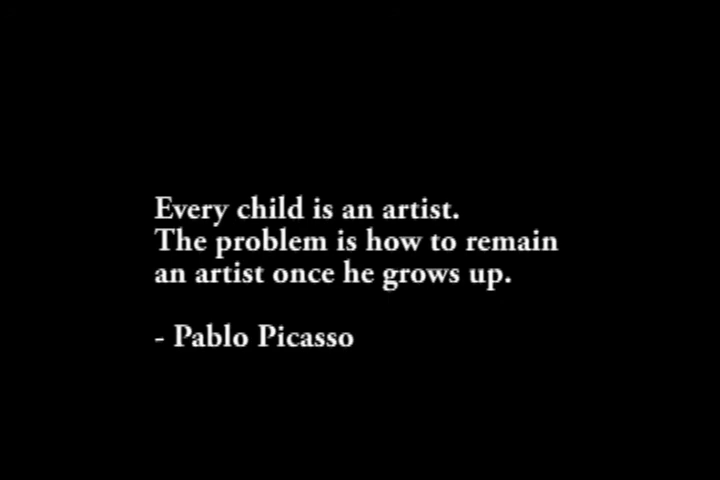 Every child is an artist.
The problem is how to remain
an artist once he grows up.
- Pablo Picasso